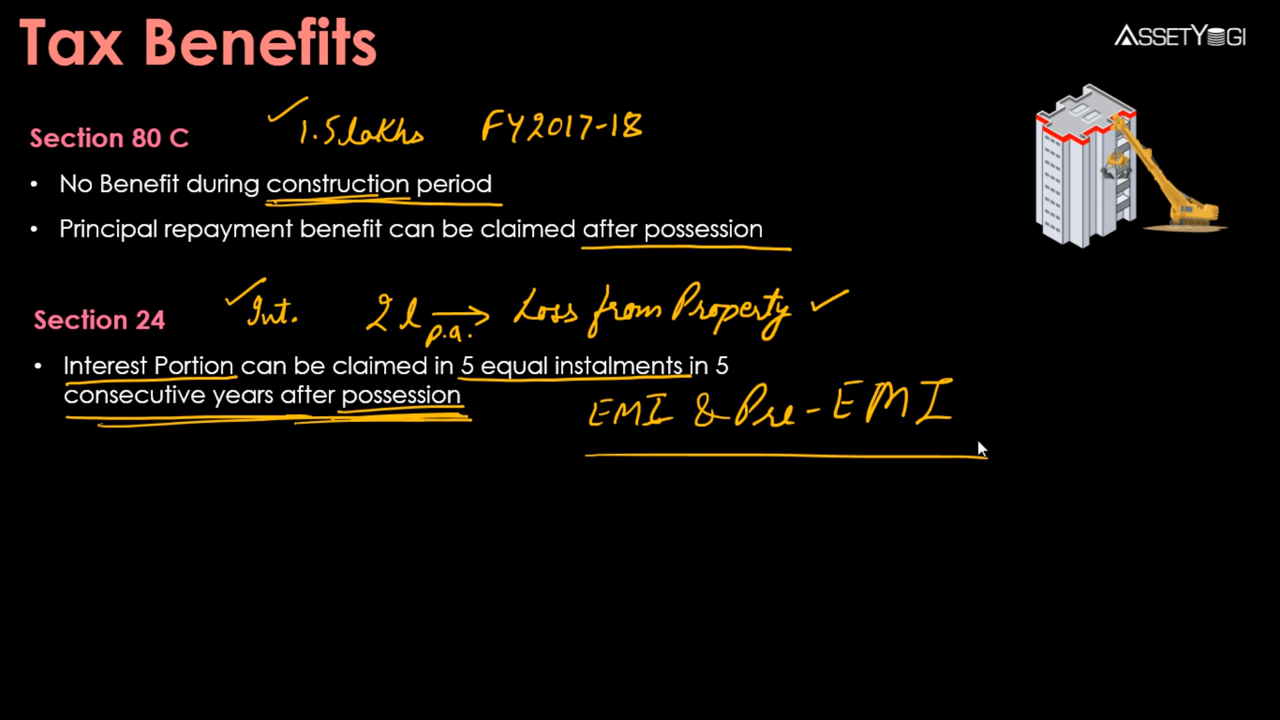 Tax Benefits
ASSETYOGI
Section 80 C ✓ 1.5 lakhs FY2017-18
• No Benefit during construction period
• Principal repayment benefit can be claimed after possession
Section 24 ✓ Int. 2 l p.a. → Loss from Property ✓
• Interest Portion can be claimed in 5 equal instalments in 5
consecutive years after possession
EMI & Pre-EMI